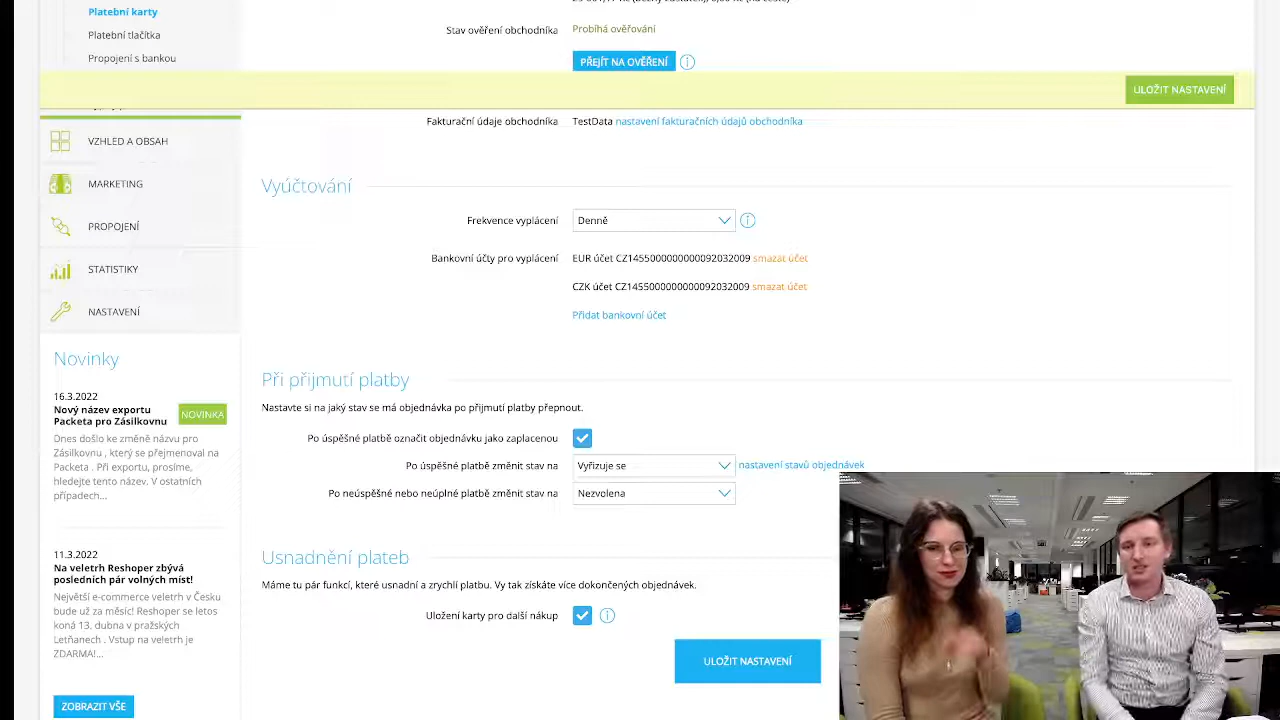 Platební karty
Platební tlačítka
Propojení s bankou
Stav ověření obchodníka
Probíhá ověřování
PŘEJÍT NA OVĚŘENÍ
ULOŽIT NASTAVENÍ
Fakturační údaje obchodníka
TestData nastavení fakturačních údajů obchodníka
VZHLED A OBSAH
MARKETING
PROPOJENÍ
STATISTIKY
NASTAVENÍ
Vyúčtování
Frekvence vyplácení
Denně
Bankovní účty pro vyplácení
EUR účet CZ1455000000000092032009 smazat účet
CZK účet CZ1455000000000092032009 smazat účet
Přidat bankovní účet
Novinky
16.3.2022
Nový název exportu
Packeta pro Zásilkovnu
NOVINKA
Dnes došlo ke změně názvu pro
Zásilkovnu , který se přejmenoval na
Packeta . Při exportu, prosíme,
hledejte tento název. V ostatních
případech...
11.3.2022
Na veletrh Reshoper zbývá
posledních pár volných míst!
Největší e-commerce veletrh v Česku
bude už za měsíc! Reshoper se letos
koná 13. dubna v pražských
Letňanech . Vstup na veletrh je
ZDARMA!...
ZOBRAZIT VŠE
Při přijmutí platby
Nastavte si na jaký stav se má objednávka po přijmutí platby přepnout.
Po úspěšné platbě označit objednávku jako zaplacenou
Po úspěšné platbě změnit stav na
Vyřizuje se
nastavení stavů objednávek
Po neúspěšné nebo neúplné platbě změnit stav na
Nezvolena
Usnadnění plateb
Máme tu pár funkcí, které usnadní a zrychlí platbu. Vy tak získáte více dokončených objednávek.
Uložení karty pro další nákup
ULOŽIT NASTAVENÍ